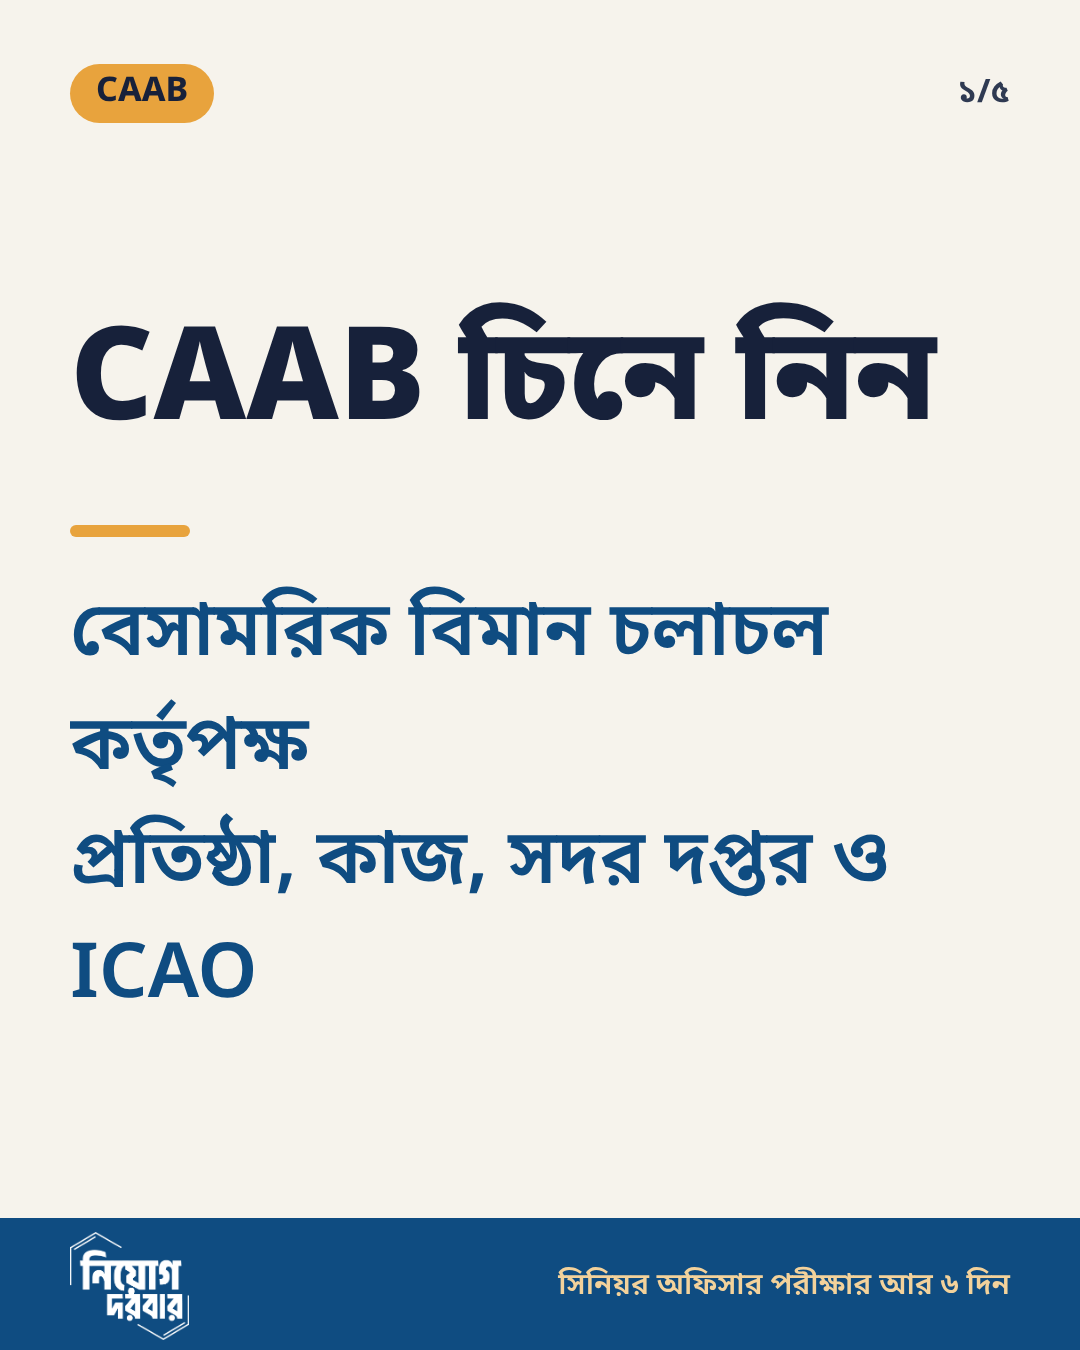 CAAB
১/৫
CAAB চিনে নিন
বেসামরিক বিমান চলাচল
কর্তৃপক্ষ
প্রতিষ্ঠা, কাজ, সদর দপ্তর ও
ICAO
নিয়োগ
দরবার
সিনিয়র অফিসার পরীক্ষার আর ৬ দিন